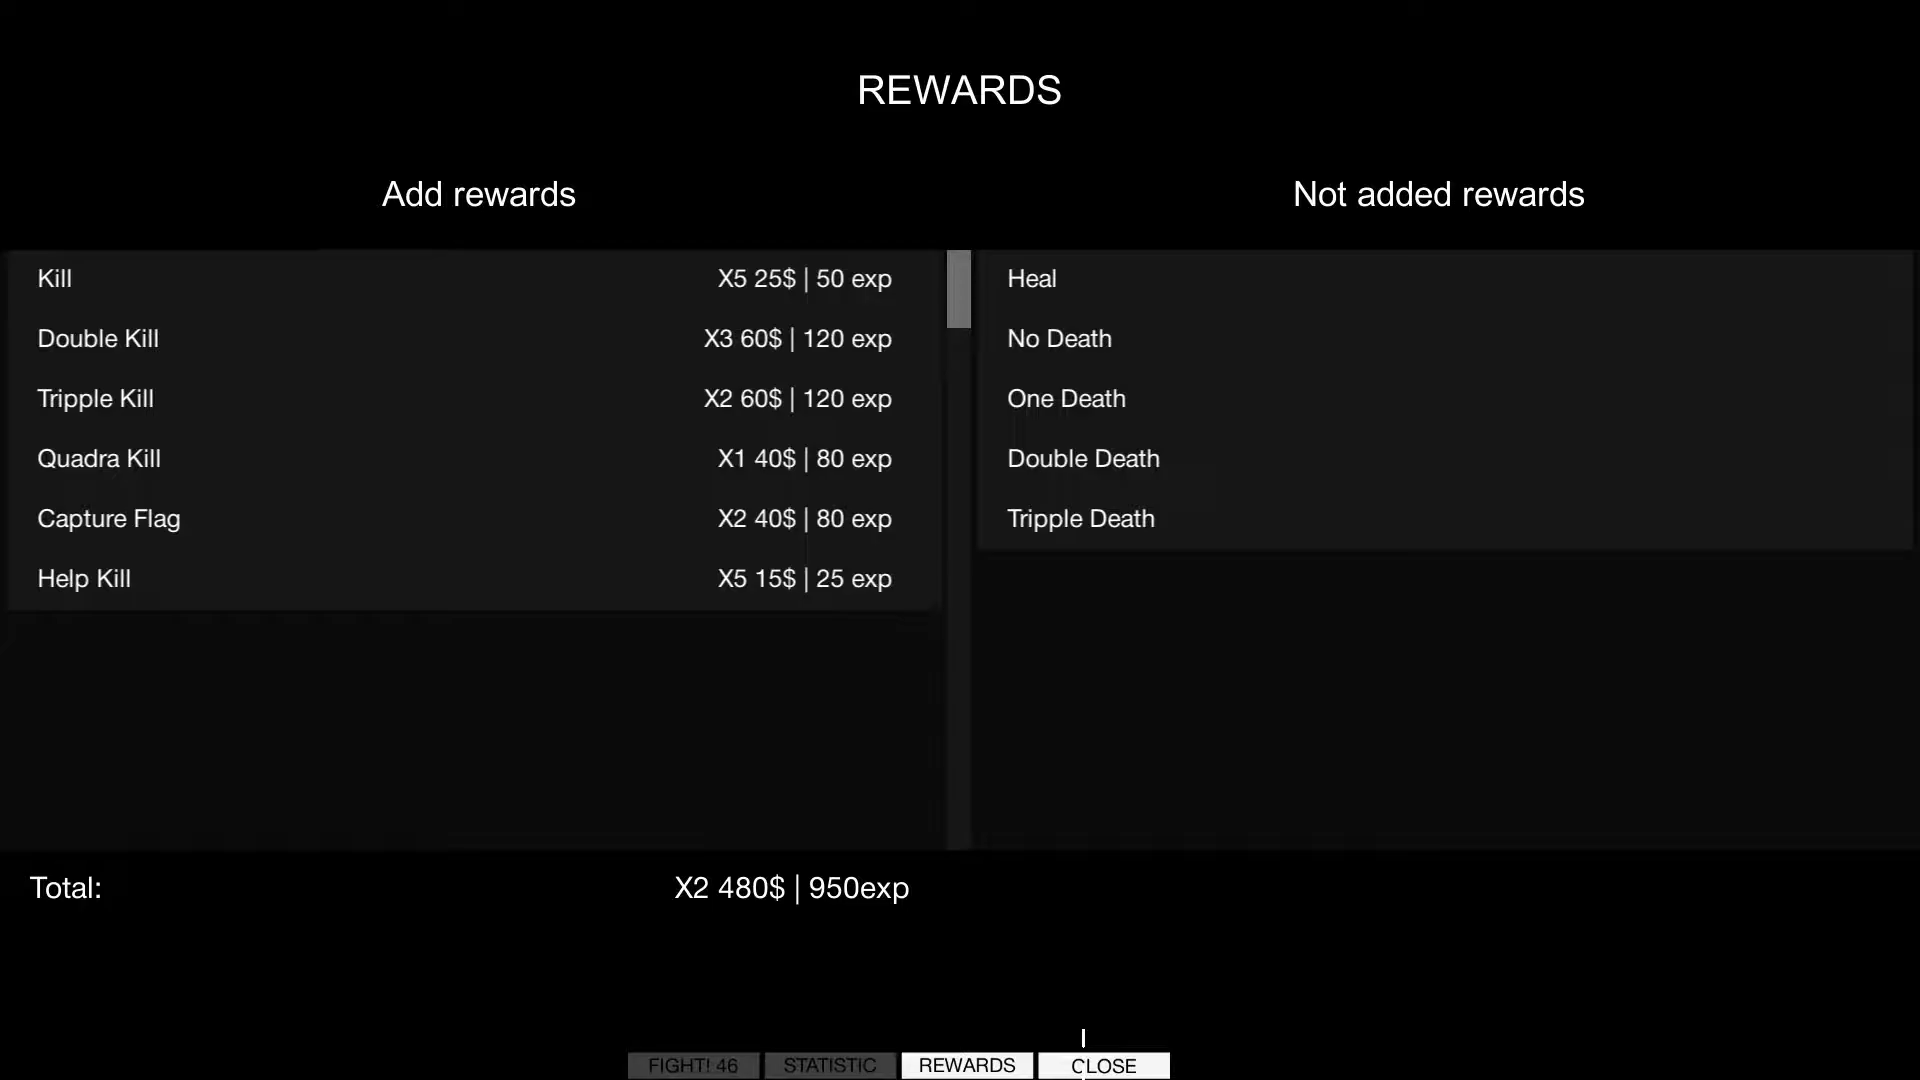 REWARDS
Add rewards
Not added rewards
Kill X5 25$ | 50 exp
Double Kill X3 60$ | 120 exp
Tripple Kill X2 60$ | 120 exp
Quadra Kill X1 40$ | 80 exp
Capture Flag X2 40$ | 80 exp
Help Kill X5 15$ | 25 exp
Heal
No Death
One Death
Double Death
Tripple Death
Total: X2 480$ | 950exp
FIGHT! 46 STATISTIC REWARDS CLOSE